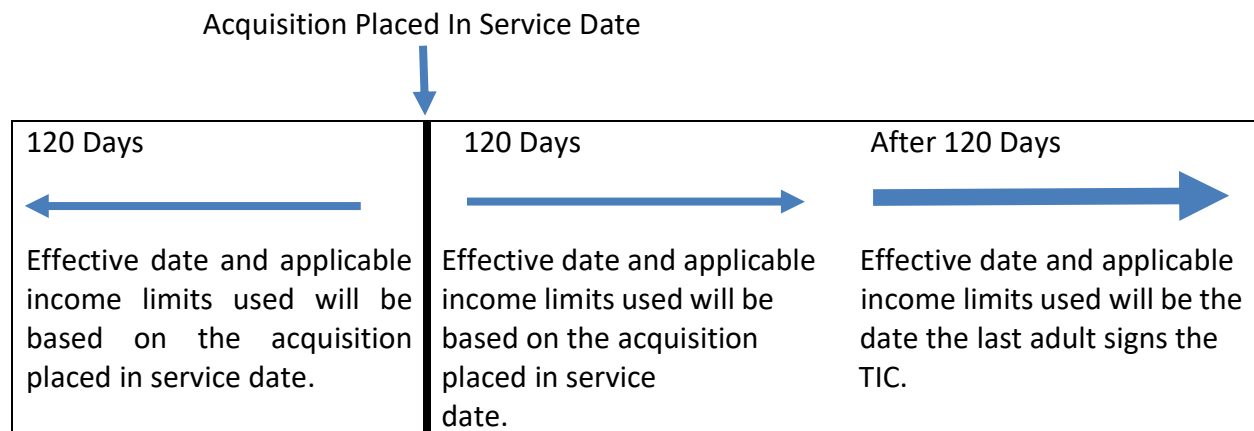 Acquisition Placed In Service Date
120 Days
Effective date and applicable
income limits used will be
based on the acquisition
placed in service date.
120 Days
Effective date and applicable
income limits used will be
based on the acquisition
placed in service
date.
After 120 Days
Effective date and applicable
income limits used will be the
date the last adult signs the
TIC.